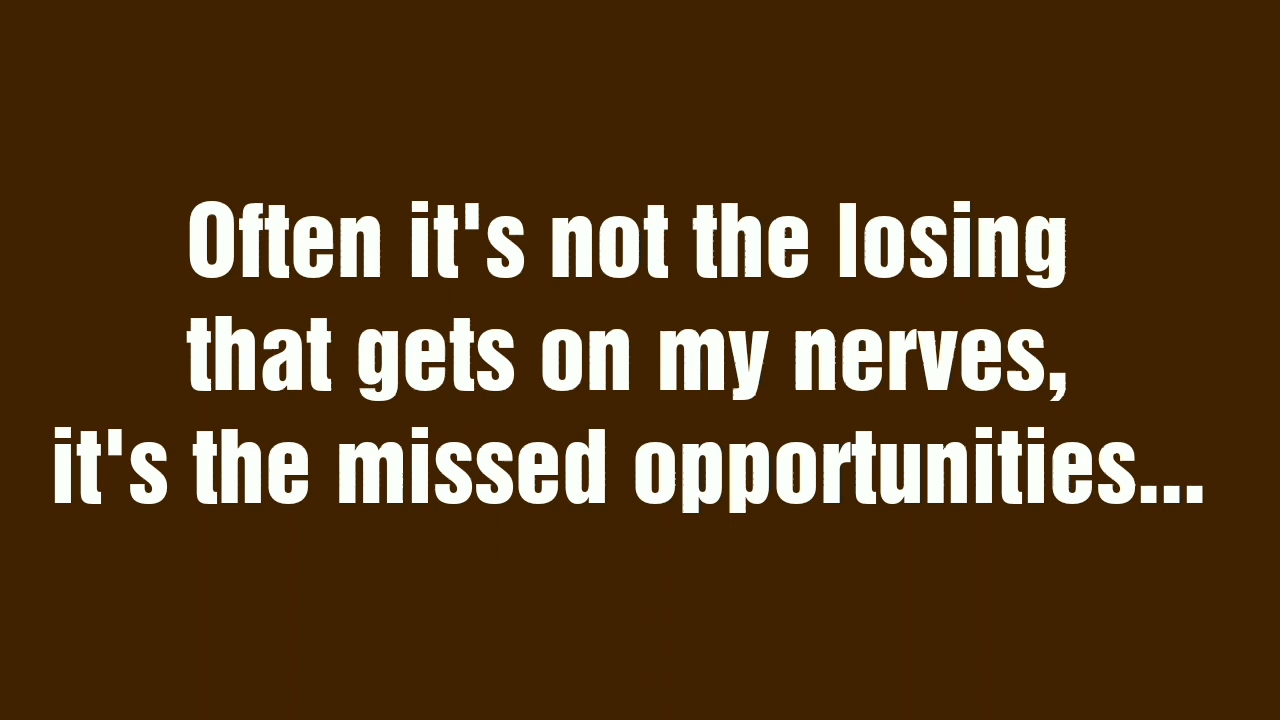 Often it's not the losing
that gets on my nerves,
it's the missed opportunities...